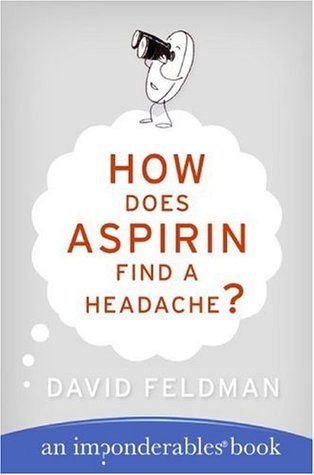 HOW
DOES
ASPIRIN
FIND A
HEADACHE?
DAVID FELDMAN
an imponderables® book